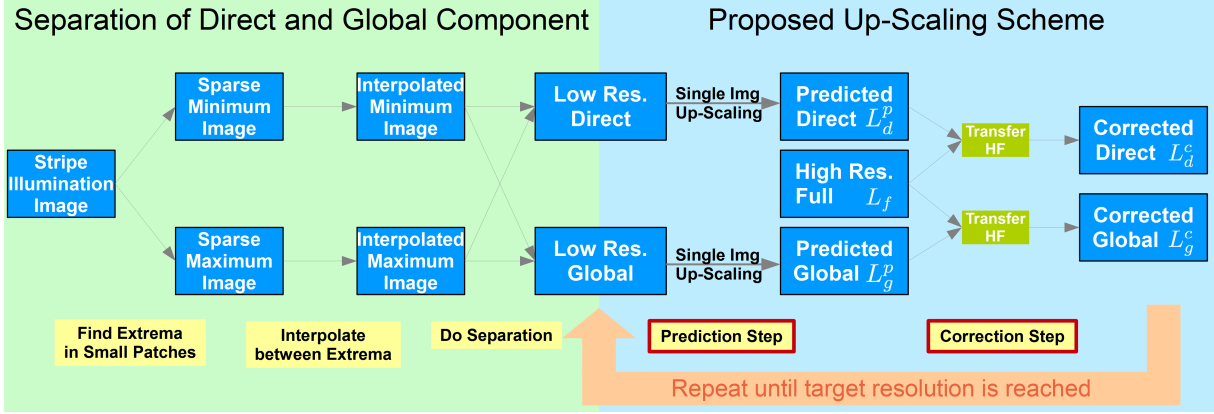 Separation of Direct and Global Component
Proposed Up-Scaling Scheme
Stripe
Illumination
Image
Sparse
Minimum
Image
Interpolated
Minimum
Image
Low Res.
Direct
Single Img
Up-Scaling
Predicted
Direct L_d^p
Transfer
HF
Corrected
Direct L_d^c
High Res.
Full L_f
Sparse
Maximum
Image
Interpolated
Maximum
Image
Low Res.
Global
Single Img
Up-Scaling
Predicted
Global L_g^p
Transfer
HF
Corrected
Global L_g^c
Find Extrema
in Small Patches
Interpolate
between Extrema
Do Separation
Prediction Step
Correction Step
Repeat until target resolution is reached